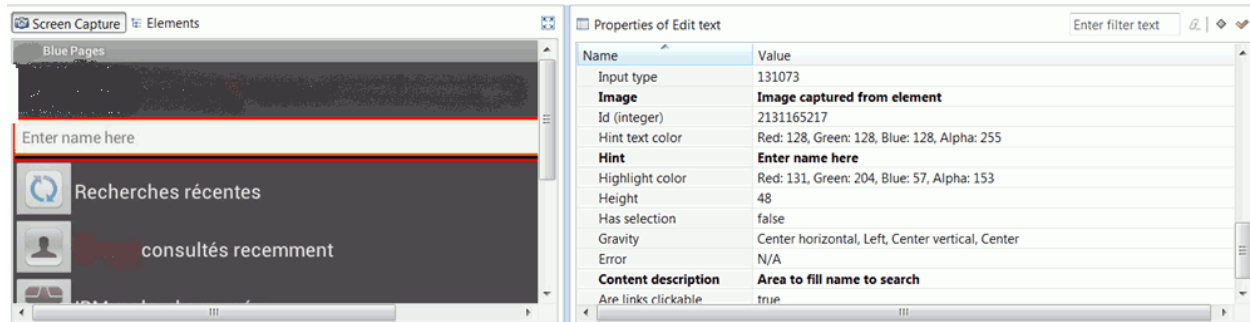 Screen Capture Elements
Blue Pages
Enter name here
Recherches récentes
consultés recemment
Properties of Edit text
Enter filter text
Name Value
Input type 131073
Image Image captured from element
Id (integer) 2131165217
Hint text color Red: 128, Green: 128, Blue: 128, Alpha: 255
Hint Enter name here
Highlight color Red: 131, Green: 204, Blue: 57, Alpha: 153
Height 48
Has selection false
Gravity Center horizontal, Left, Center vertical, Center
Error N/A
Content description Area to fill name to search
Are links clickable true